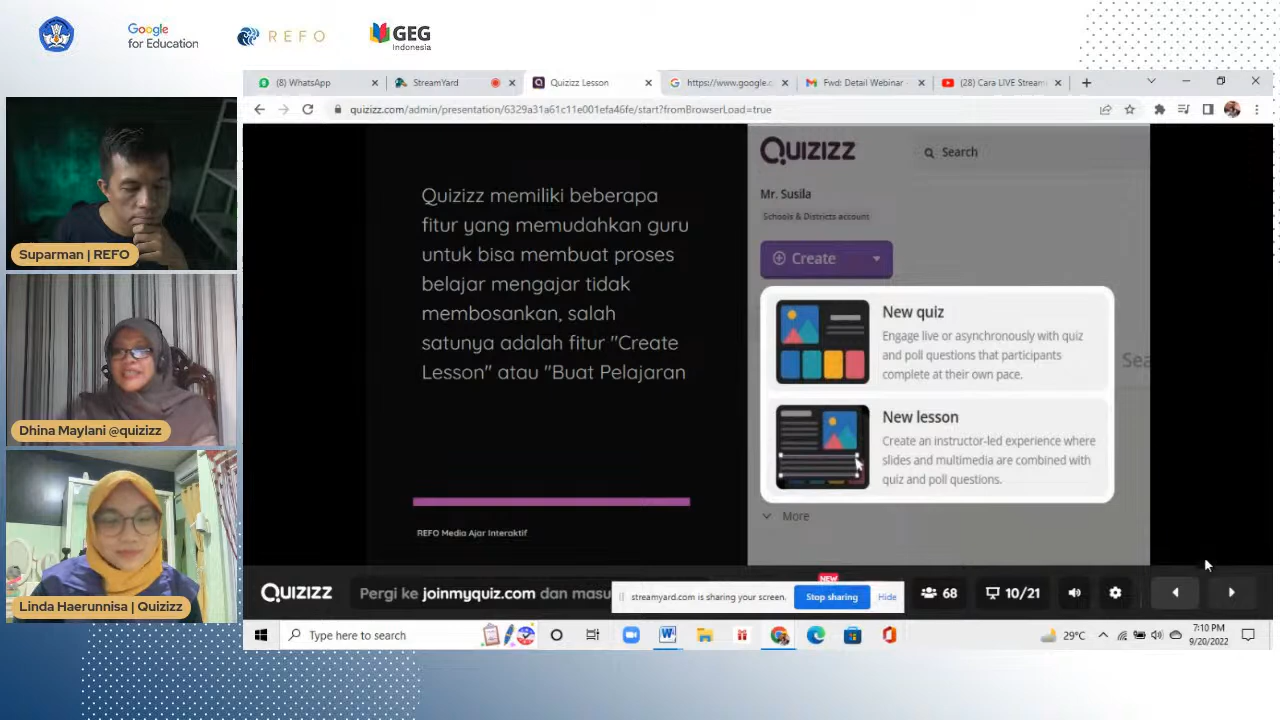 Google
for Education
REFO
GEG
Indonesia
(8) WhatsApp
StreamYard
Quizizz Lesson
https://www.google.c
Fwd: Detail Webinar
(28) Cara LIVE Stream
quizizz.com/admin/presentation/6329a31a61c11e001efa46fe/start?fromBrowserLoad=true
Suparman | REFO
Dhina Maylani @quizizz
Linda Haerunnisa | Quizizz
Quizizz memiliki beberapa
fitur yang memudahkan guru
untuk bisa membuat proses
belajar mengajar tidak
membosankan, salah
satunya adalah fitur "Create
Lesson" atau "Buat Pelajaran
REFO Media Ajar Interaktif
QUIZIZZ
Search
Mr. Susila
Schools & Districts account
Create
New quiz
Engage live or asynchronously with quiz
and poll questions that participants
complete at their own pace.
New lesson
Create an instructor-led experience where
slides and multimedia are combined with
quiz and poll questions.
More
Sea
QUIZIZZ
Pergi ke joinmyquiz.com dan masu
NEW
streamyard.com is sharing your screen.
Stop sharing
Hide
68
10/21
Type here to search
29°C
7:10 PM
9/20/2022